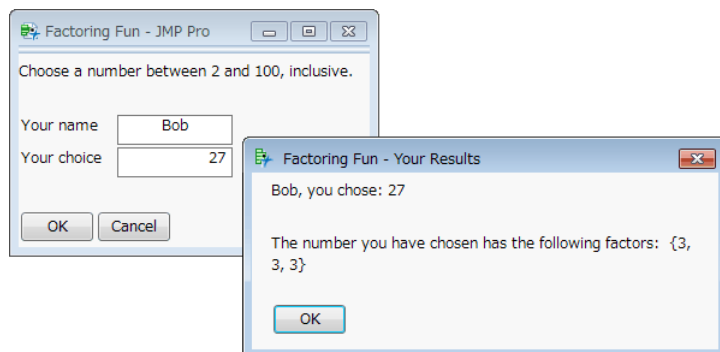 Factoring Fun - JMP Pro
Choose a number between 2 and 100, inclusive.
Your name Bob
Your choice 27
OK Cancel
Factoring Fun - Your Results
Bob, you chose: 27
The number you have chosen has the following factors: {3,
3, 3}
OK